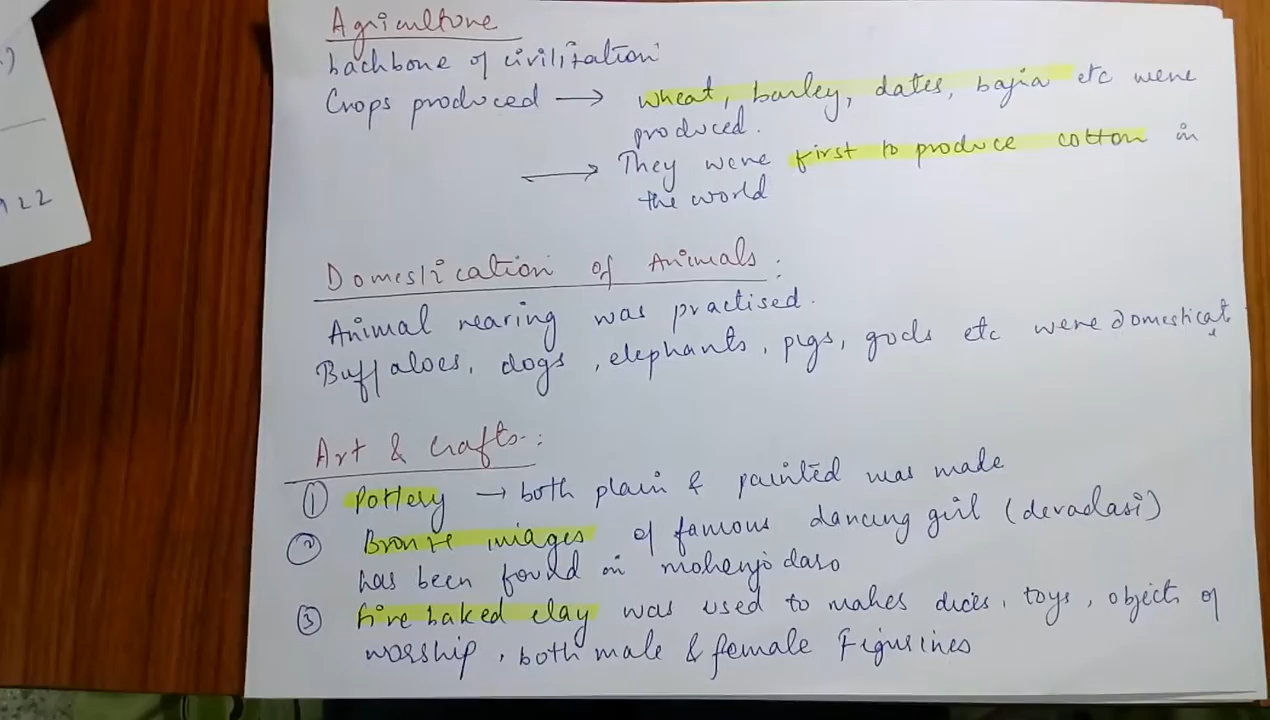 Agriculture
backbone of civilization
Crops produced → wheat, barley, dates, bajra etc were
produced.
→ They were first to produce cotton in
the world
Domestication of Animals :
Animal rearing was practised.
Buffaloes, dogs, elephants, pigs, gods etc were domesticat
Art & Crafts :
① Pottery → both plain & painted was made
② Bronze images of famous dancing girl (devadasi)
has been found in mohenjo daro
③ Fire baked clay was used to makes dices, toys, objects of
worship, both male & female Figurines
22